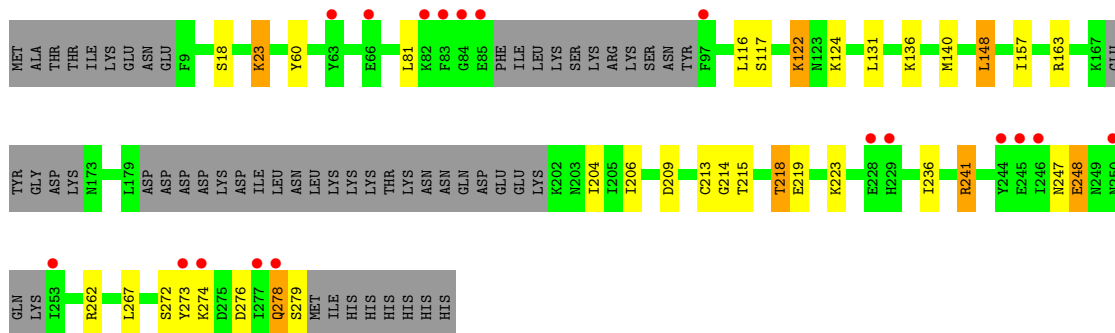 MET ALA THR THR ILE LYS GLU ASN GLU F9 S18 K23 Y60 Y63 E66 L81 K82 F83 G84 E85 PHE ILE LEU LYS SER LYS ARG LYS SER ASN TYR F97 L116 S117 K122 N123 K124 L131 K136 M140 L148 I157 R163 K167 GLU
TYR GLY ASP LYS N173 L179 ASP ASP ASP ASP LYS ASP ILE LEU ASN LEU LYS LYS LYS THR LYS ASN ASN GLN ASP GLU GLU LYS K202 N203 I204 I205 I206 D209 C213 G214 T215 T218 E219 K223 E228 H229 I236 R241 Y244 E245 I246 N247 E248 N249 N250
GLN LYS I253 R262 L267 S272 Y273 K274 D275 D276 I277 Q278 S279 MET ILE HIS HIS HIS HIS HIS HIS